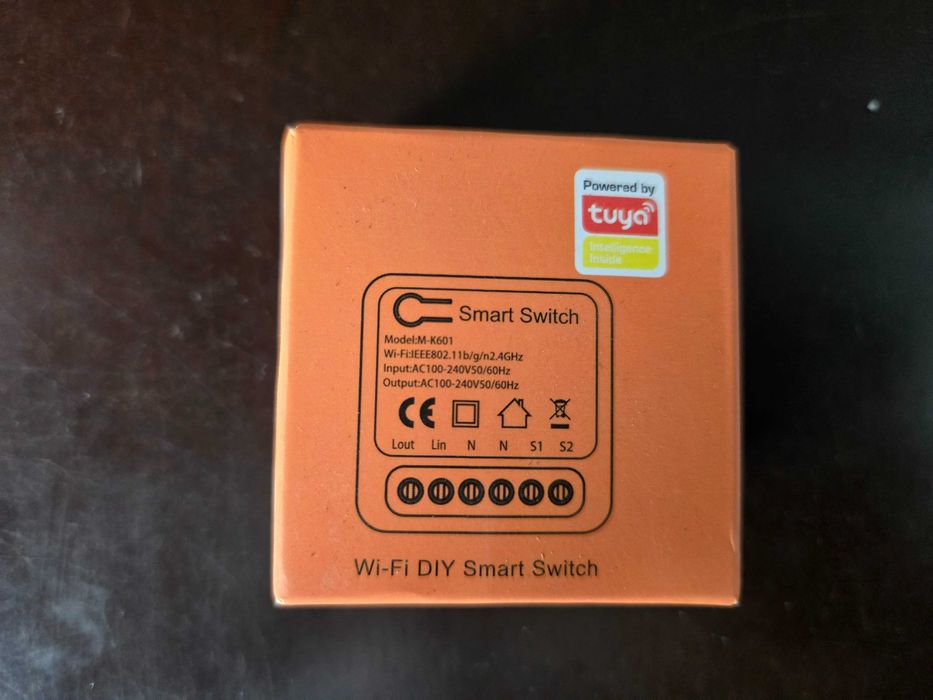 Powered by
tuya
Intelligence
Inside
Smart Switch
Model:M-K601
Wi-Fi:IEEE802.11b/g/n2.4GHz
Input:AC100-240V50/60Hz
Output:AC100-240V50/60Hz
CE
Lout Lin N N S1 S2
Wi-Fi DIY Smart Switch